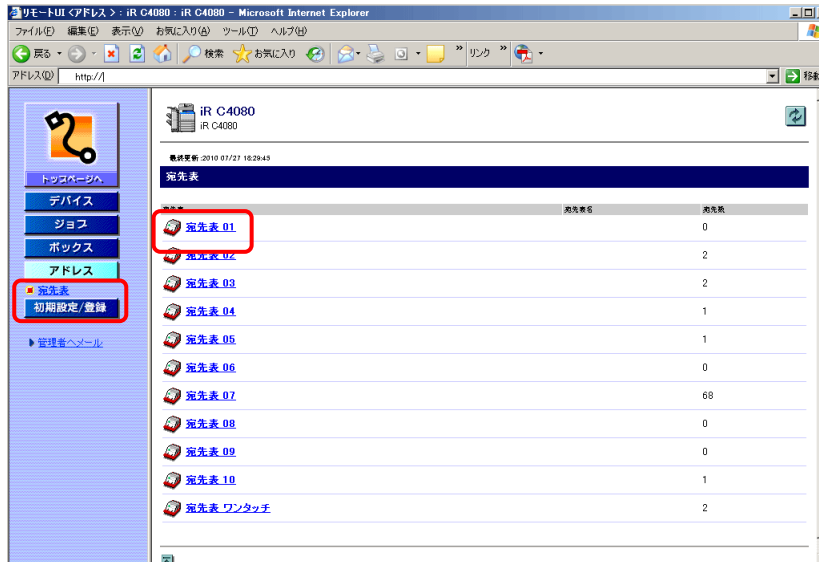 リモートUI <アドレス> : iR C4080 : iR C4080 - Microsoft Internet Explorer
ファイル(F) 編集(E) 表示(V) お気に入り(A) ツール(T) ヘルプ(H)
戻る 検索 お気に入り リンク
アドレス(D) http:// 移動
iR C4080
iR C4080
最終更新 :2010 07/27 16:29:45
トップページへ
デバイス
ジョブ
ボックス
アドレス
宛先表
初期設定/登録
管理者へメール
宛先表
宛先表 宛先表名 宛先数
宛先表 01 0
宛先表 02 2
宛先表 03 2
宛先表 04 1
宛先表 05 1
宛先表 06 0
宛先表 07 68
宛先表 08 0
宛先表 09 0
宛先表 10 1
宛先表 ワンタッチ 2